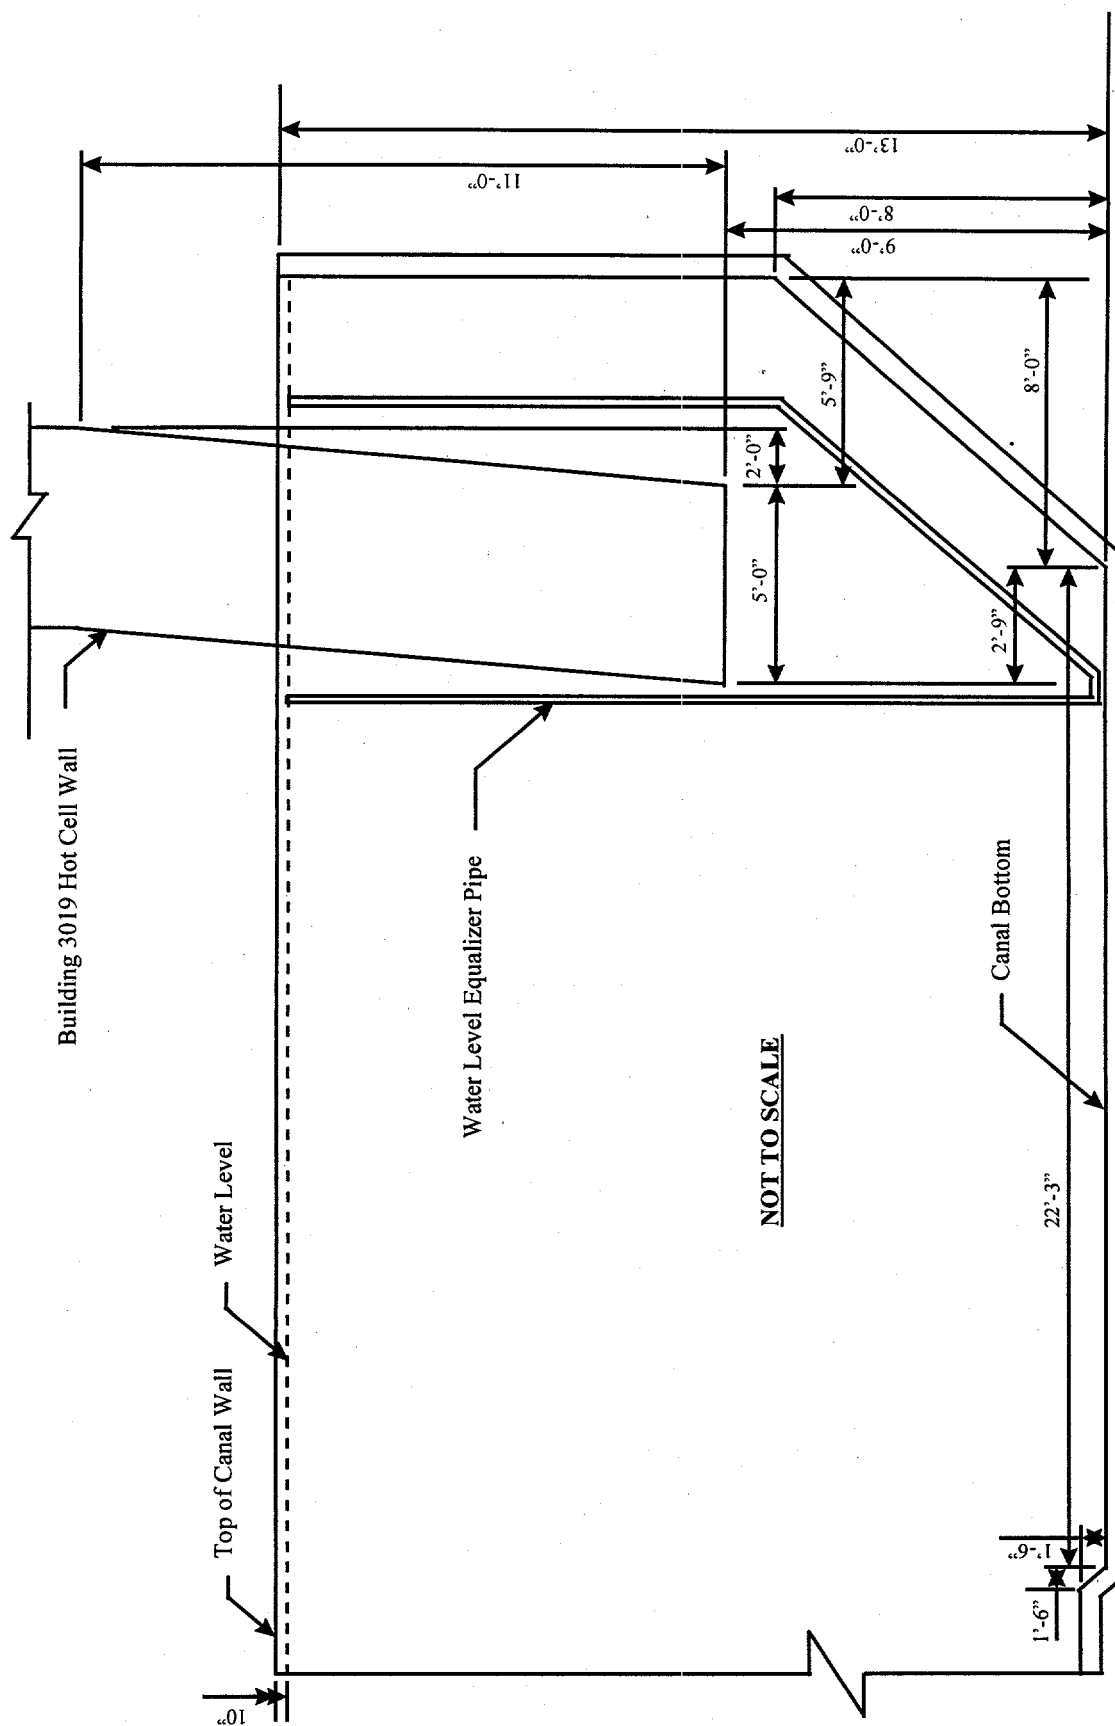 Building 3019 Hot Cell Wall
Water Level
Top of Canal Wall
Water Level Equalizer Pipe
Canal Bottom
NOT TO SCALE
10”
11’-0”
13’-0”
8’-0”
9’-0”
5’-9”
8’-0”
2’-0”
5’-0”
2’-9”
22’-3”
1’-6”
1’-6”